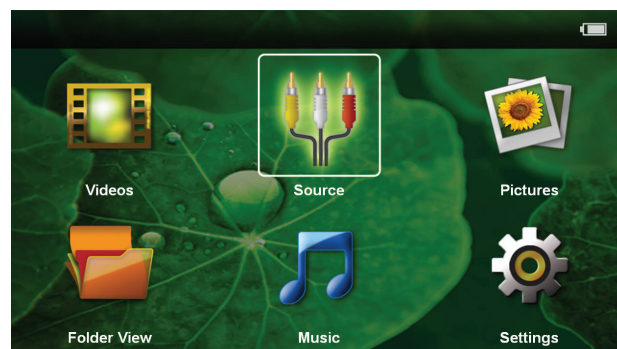 Videos
Source
Pictures
Folder View
Music
Settings